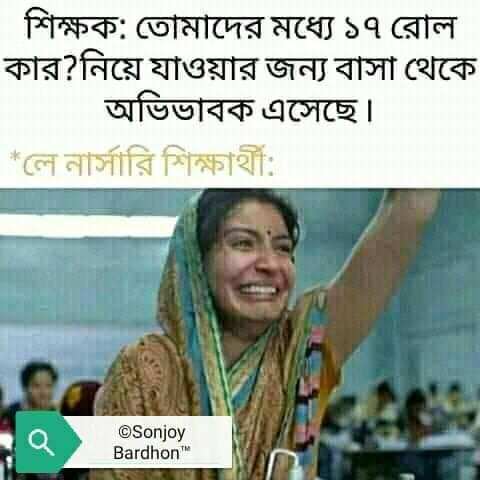 শিক্ষক: তোমাদের মধ্যে ১৭ রোল
কার?নিয়ে যাওয়ার জন্য বাসা থেকে
অভিভাবক এসেছে।
*লে নার্সারি শিক্ষার্থী:
©Sonjoy
Bardhon™